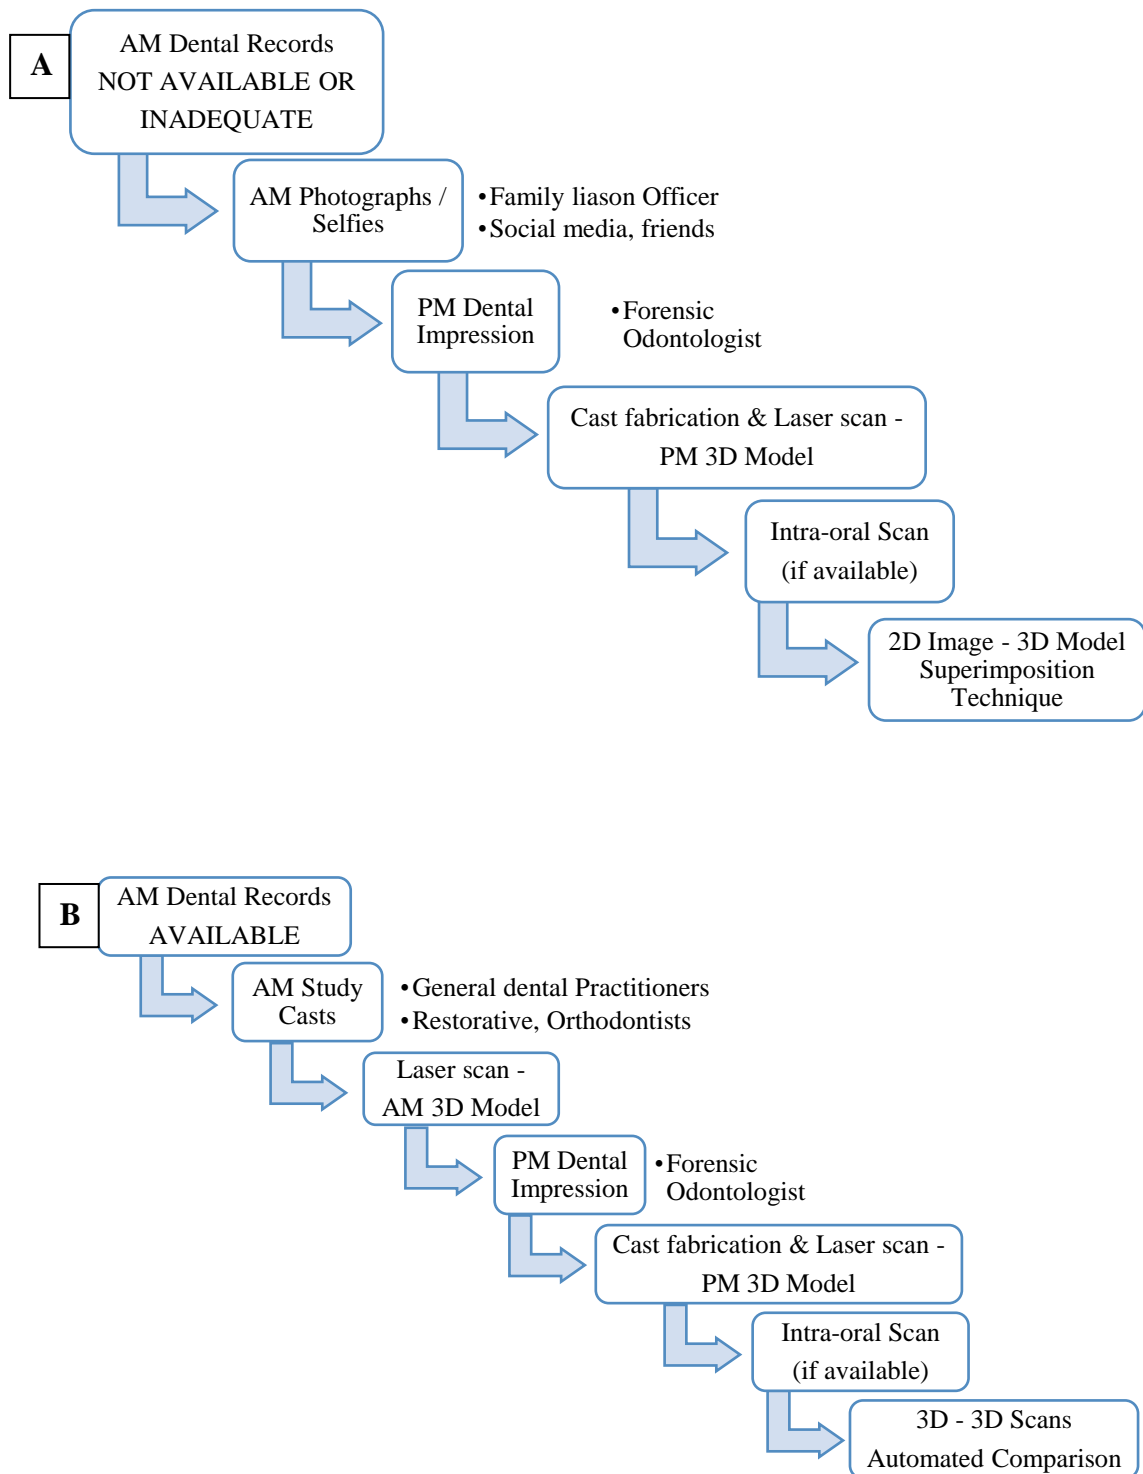 A
AM Dental Records
NOT AVAILABLE OR
INADEQUATE
AM Photographs /
Selfies
•Family liason Officer
•Social media, friends
PM Dental
Impression
•Forensic
Odontologist
Cast fabrication & Laser scan -
PM 3D Model
Intra-oral Scan
(if available)
2D Image - 3D Model
Superimposition
Technique
B
AM Dental Records
AVAILABLE
AM Study
Casts
•General dental Practitioners
•Restorative, Orthodontists
Laser scan -
AM 3D Model
PM Dental
Impression
•Forensic
Odontologist
Cast fabrication & Laser scan -
PM 3D Model
Intra-oral Scan
(if available)
3D - 3D Scans
Automated Comparison